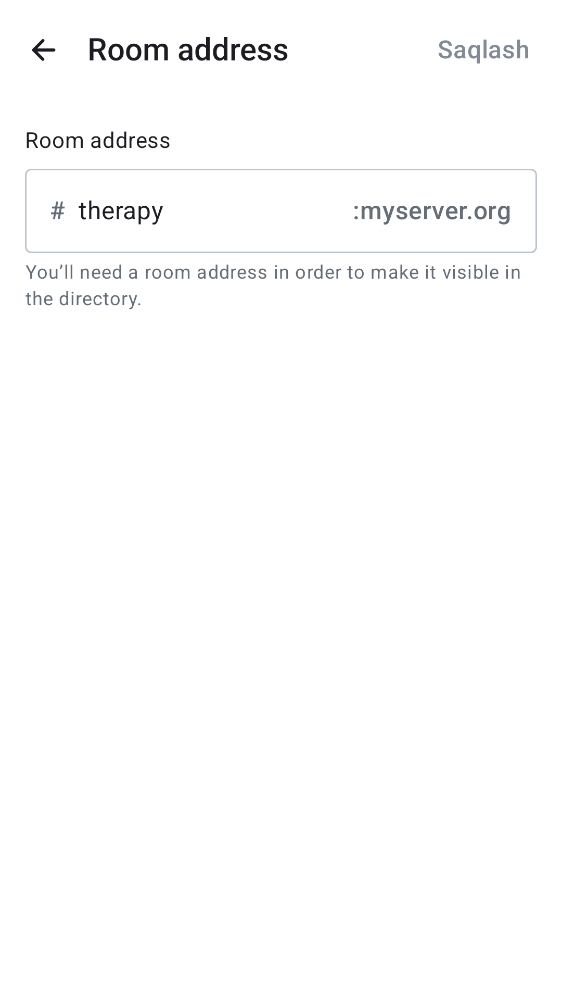 Room address
Saqlash
Room address
# therapy :myserver.org
You’ll need a room address in order to make it visible in
the directory.